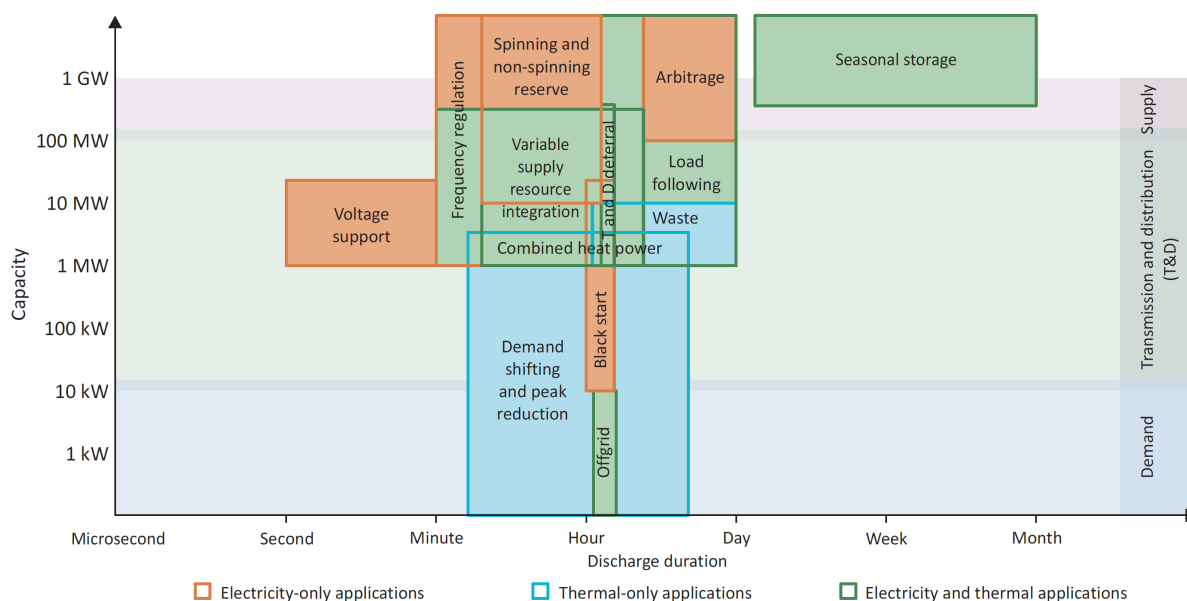 Capacity
1 GW
100 MW
10 MW
1 MW
100 kW
10 kW
1 kW
Voltage
support
Frequency regulation
Spinning and
non-spinning
reserve
Variable
supply
resource
integration
Combined heat power
Demand
shifting
and peak
reduction
T and D deferral
Black start
Offgrid
Arbitrage
Load
following
Waste
Seasonal storage
Supply
Transmission and distribution
(T&D)
Demand
Microsecond
Second
Minute
Hour
Day
Week
Month
Discharge duration
Electricity-only applications
Thermal-only applications
Electricity and thermal applications